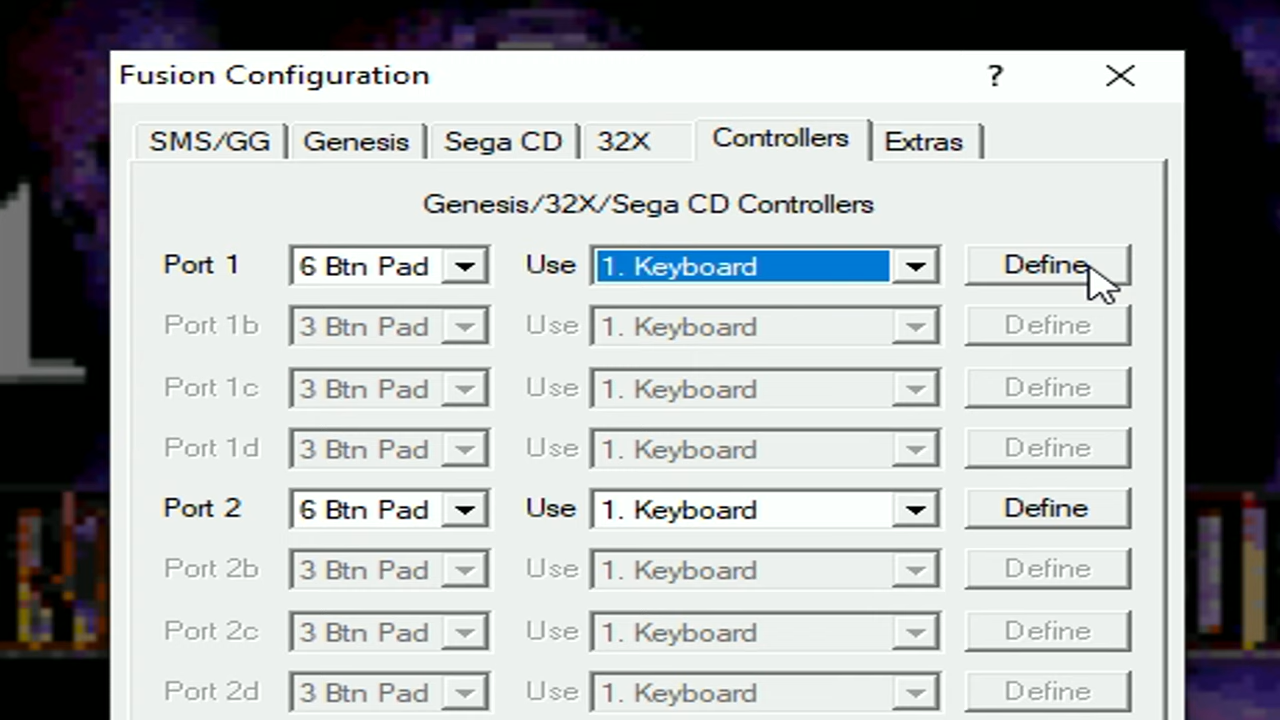 Fusion Configuration ?
SMS/GG Genesis Sega CD 32X Controllers Extras
Genesis/32X/Sega CD Controllers
Port 1 6 Btn Pad Use 1. Keyboard Define
Port 1b 3 Btn Pad Use 1. Keyboard Define
Port 1c 3 Btn Pad Use 1. Keyboard Define
Port 1d 3 Btn Pad Use 1. Keyboard Define
Port 2 6 Btn Pad Use 1. Keyboard Define
Port 2b 3 Btn Pad Use 1. Keyboard Define
Port 2c 3 Btn Pad Use 1. Keyboard Define
Port 2d 3 Btn Pad Use 1. Keyboard Define